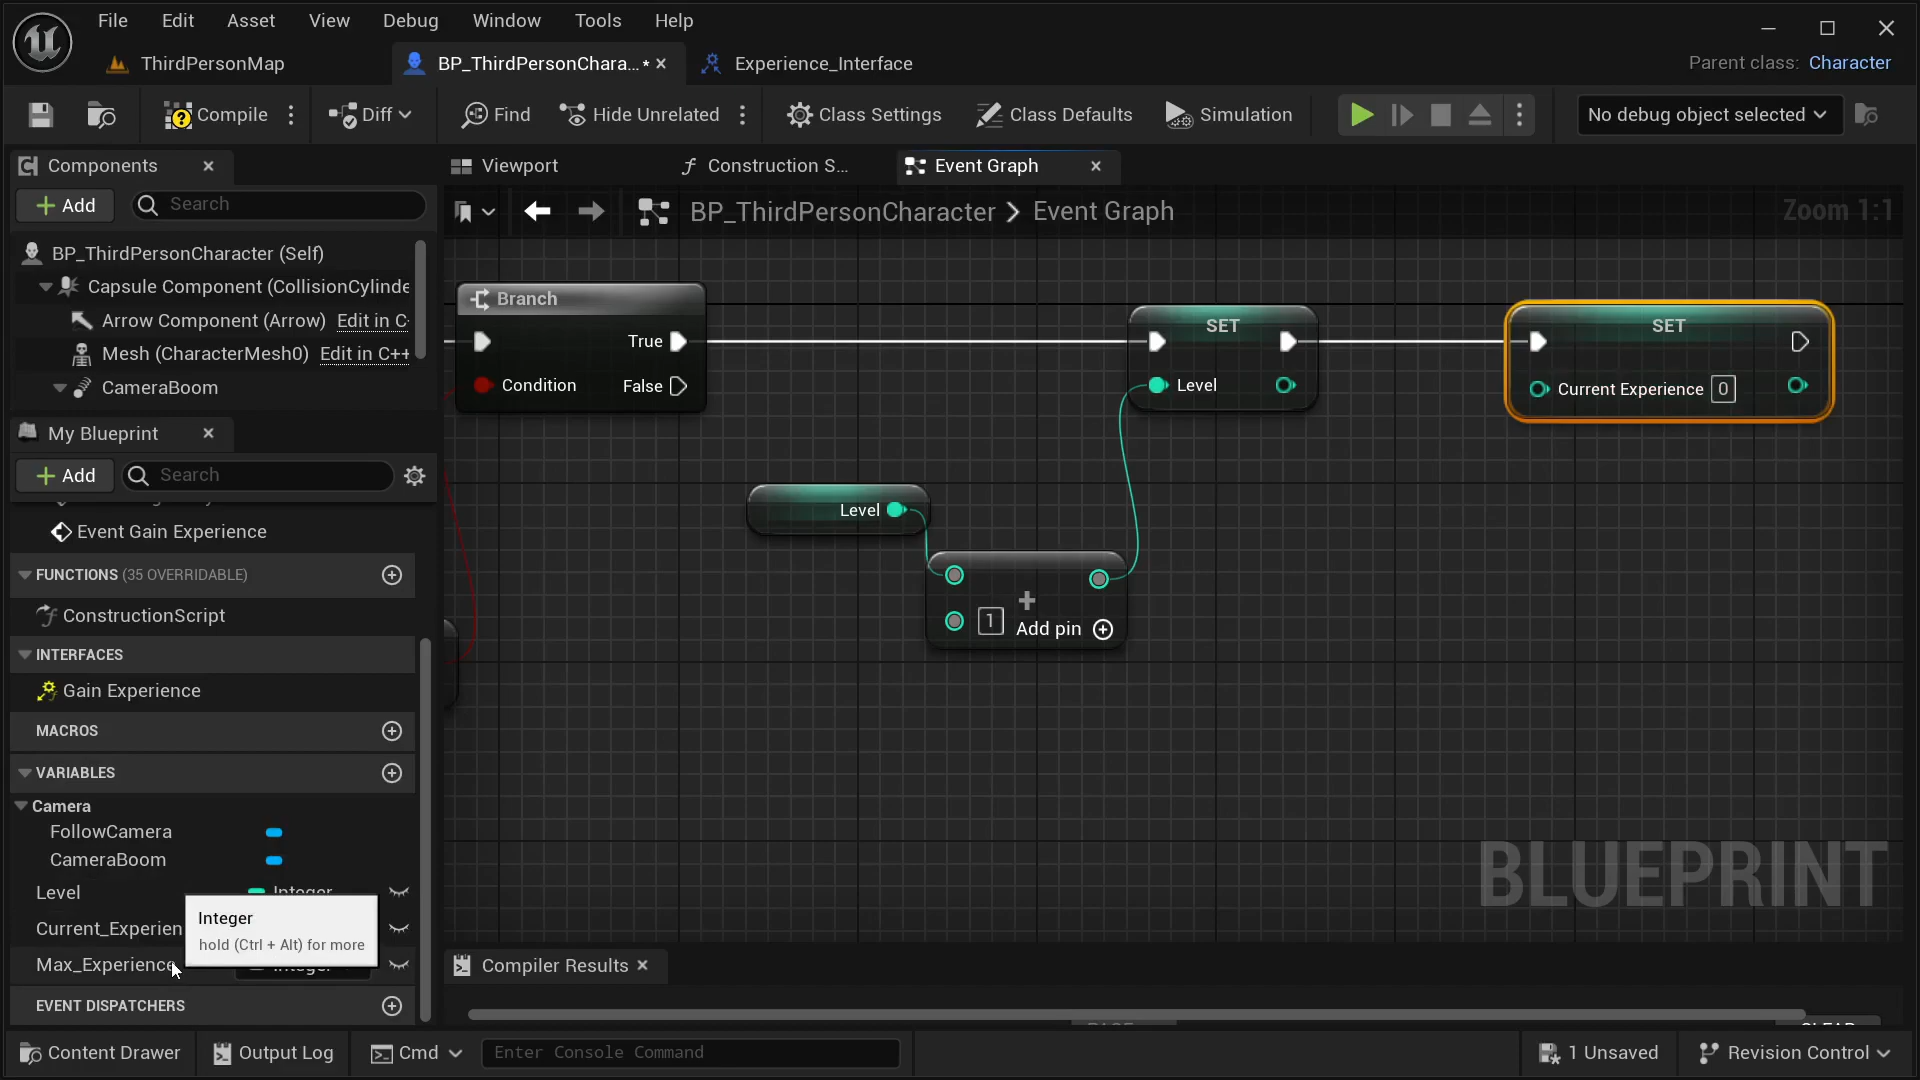 File Edit Asset View Debug Window Tools Help
ThirdPersonMap
BP_ThirdPersonChara...*
Experience_Interface
Parent class: Character
Compile
Diff
Find
Hide Unrelated
Class Settings
Class Defaults
Simulation
No debug object selected
Components
Add
Search
BP_ThirdPersonCharacter (Self)
Capsule Component (CollisionCylinde
Arrow Component (Arrow) Edit in C
Mesh (CharacterMesh0) Edit in C++
CameraBoom
My Blueprint
Add
Search
Event Gain Experience
FUNCTIONS (35 OVERRIDABLE)
ConstructionScript
INTERFACES
Gain Experience
MACROS
VARIABLES
Camera
FollowCamera
CameraBoom
Level Integer
Current_Experien
Max_Experience Integer
Integer
hold (Ctrl + Alt) for more
EVENT DISPATCHERS
Viewport
Construction S...
Event Graph
BP_ThirdPersonCharacter > Event Graph
Zoom 1:1
Branch
True
Condition
False
SET
Level
SET
Current Experience 0
Level
1
Add pin
BLUEPRINT
Compiler Results
Content Drawer
Output Log
Cmd
Enter Console Command
1 Unsaved
Revision Control